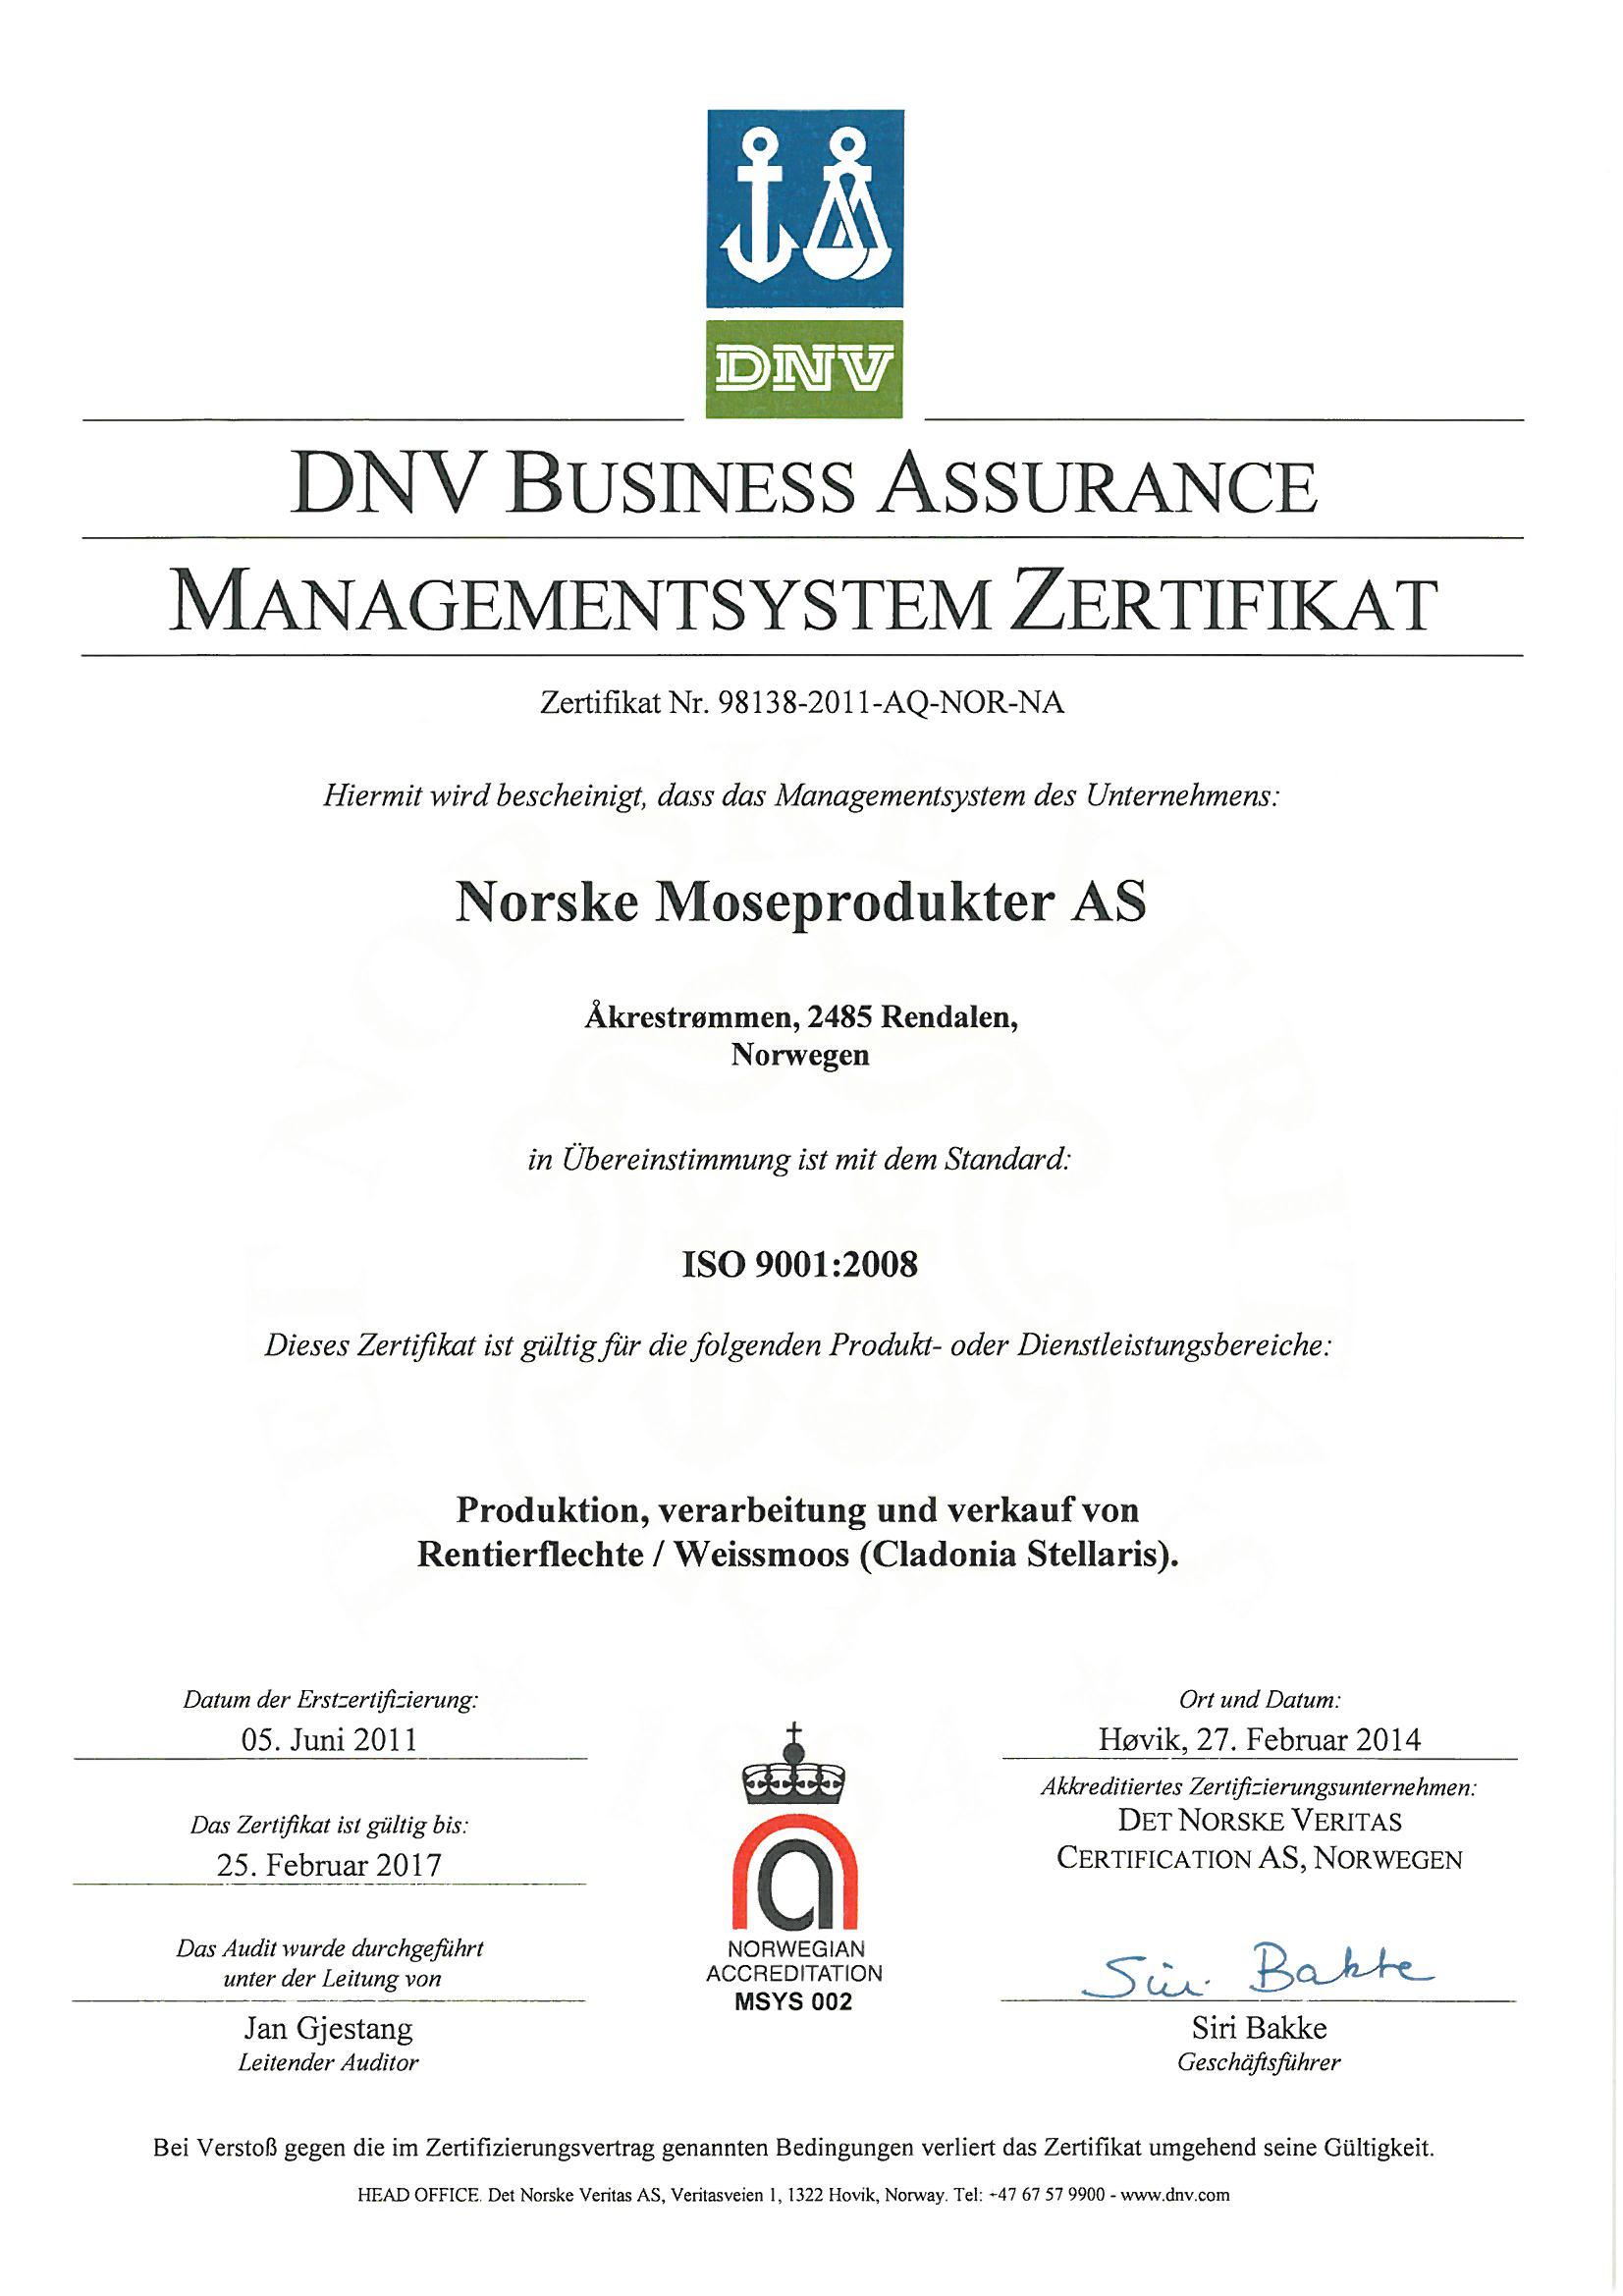 DNV
DNV BUSINESS ASSURANCE
MANAGEMENTSYSTEM ZERTIFIKAT
Zertifikat Nr. 98138-2011-AQ-NOR-NA
Hiermit wird bescheinigt, dass das Managementsystem des Unternehmens:
Norske Moseprodukter AS
Åkrestrømmen, 2485 Rendalen,
Norwegen
in Übereinstimmung ist mit dem Standard:
ISO 9001:2008
Dieses Zertifikat ist gültig für die folgenden Produkt- oder Dienstleistungsbereiche:
Produktion, verarbeitung und verkauf von
Rentierflechte / Weissmoos (Cladonia Stellaris).
Datum der Erstzertifizierung:
05. Juni 2011
Das Zertifikat ist gültig bis:
25. Februar 2017
Das Audit wurde durchgeführt
unter der Leitung von
Jan Gjestang
Leitender Auditor
NORWEGIAN
ACCREDITATION
MSYS 002
Ort und Datum:
Høvik, 27. Februar 2014
Akkreditiertes Zertifizierungsunternehmen:
DET NORSKE VERITAS
CERTIFICATION AS, NORWEGEN
Siri Bakke
Siri Bakke
Geschäftsführer
Bei Verstoß gegen die im Zertifizierungsvertrag genannten Bedingungen verliert das Zertifikat umgehend seine Gültigkeit.
HEAD OFFICE. Det Norske Veritas AS, Veritasveien 1, 1322 Hovik, Norway. Tel: +47 67 57 9900 - www.dnv.com